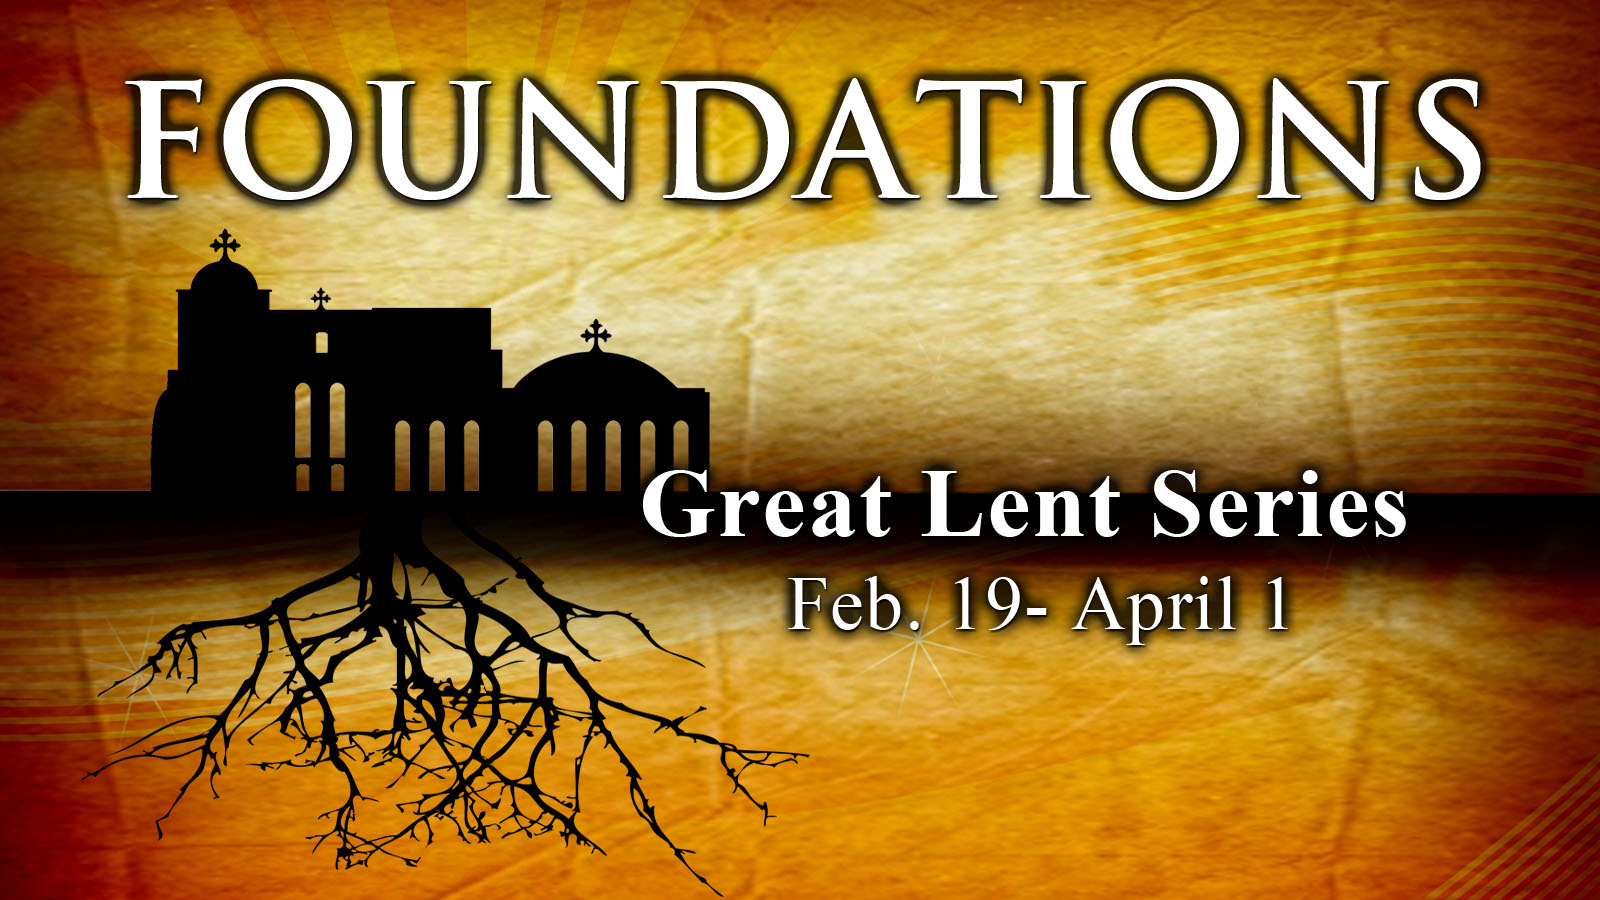 FOUNDATIONS
Great Lent Series
Feb. 19- April 1